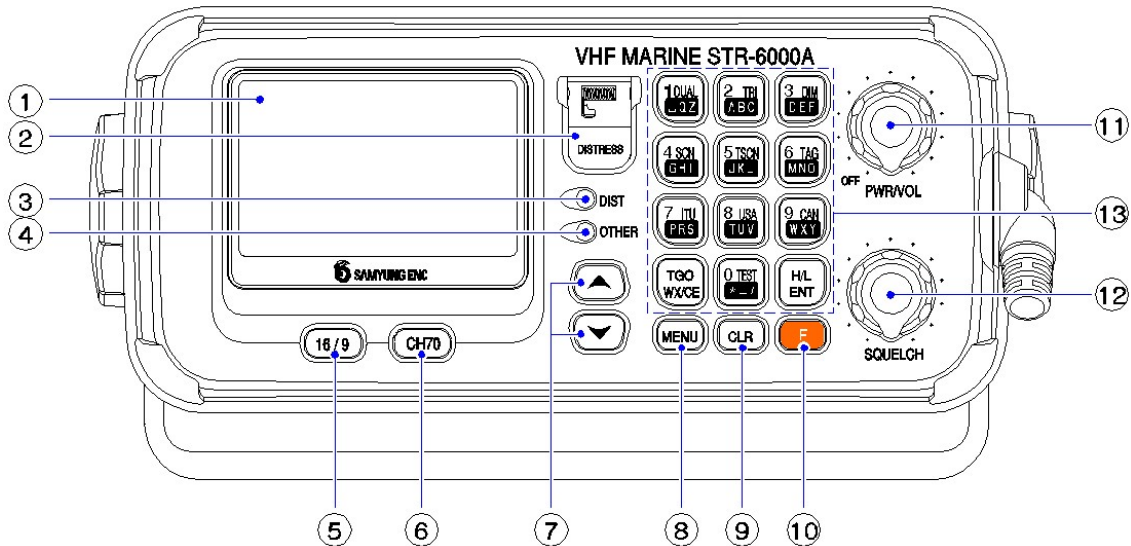 VHF MARINE STR-6000A
1 DUAL
2 TRI
ABC
3 DIM
DEF
DISTRESS
4 SCN
GHI
5 TSCN
JK_
6 TAG
MNO
OFF
PWR/VOL
DIST
OTHER
7 ITU
PRS
8 USA
TUV
9 CAN
WXY
SAMYUNG ENC
TGO
WX/CE
0 TEST
H/L
ENT
16 / 9
CH70
MENU
CLR
F
SQUELCH
1
2
3
4
5
6
7
8
9
10
11
12
13